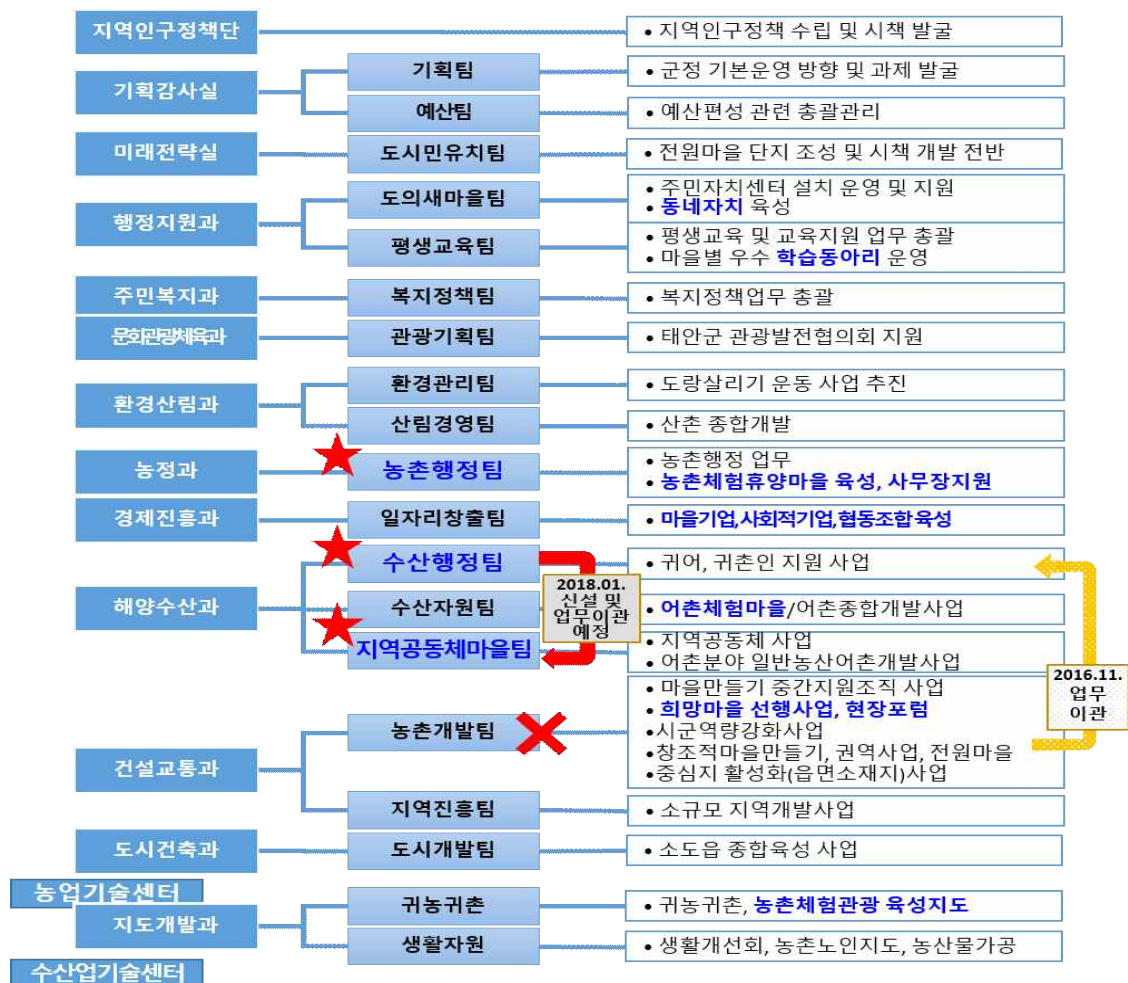 지역인구정책단
• 지역인구정책 수립 및 시책 발굴
기획감사실
기획팀
• 군정 기본운영 방향 및 과제 발굴
예산팀
• 예산편성 관련 총괄관리
미래전략실
도시민유치팀
• 전원마을 단지 조성 및 시책 개발 전반
행정지원과
도의새마을팀
• 주민자치센터 설치 운영 및 지원
• 동네자치 육성
평생교육팀
• 평생교육 및 교육지원 업무 총괄
• 마을별 우수 학습동아리 운영
주민복지과
복지정책팀
• 복지정책업무 총괄
문화관광체육과
관광기획팀
• 태안군 관광발전협의회 지원
환경산림과
환경관리팀
• 도랑살리기 운동 사업 추진
산림경영팀
• 산촌 종합개발
농정과
농촌행정팀
• 농촌행정 업무
• 농촌체험휴양마을 육성, 사무장지원
경제진흥과
일자리창출팀
• 마을기업,사회적기업,협동조합육성
해양수산과
수산행정팀
• 귀어, 귀촌인 지원 사업
수산자원팀
• 어촌체험마을/어촌종합개발사업
지역공동체마을팀
• 지역공동체 사업
• 어촌분야 일반농산어촌개발사업
2018.01.
신설 및
업무이관
예정
2016.11.
업무
이관
건설교통과
농촌개발팀
• 마을만들기 중간지원조직 사업
• 희망마을 선행사업, 현장포럼
•시군역량강화사업
•창조적마을만들기, 권역사업, 전원마을
•중심지 활성화(읍면소재지)사업
지역진흥팀
• 소규모 지역개발사업
도시건축과
도시개발팀
• 소도읍 종합육성 사업
농업기술센터
지도개발과
귀농귀촌
• 귀농귀촌, 농촌체험관광 육성지도
생활자원
• 생활개선회, 농촌노인지도, 농산물가공
수산업기술센터